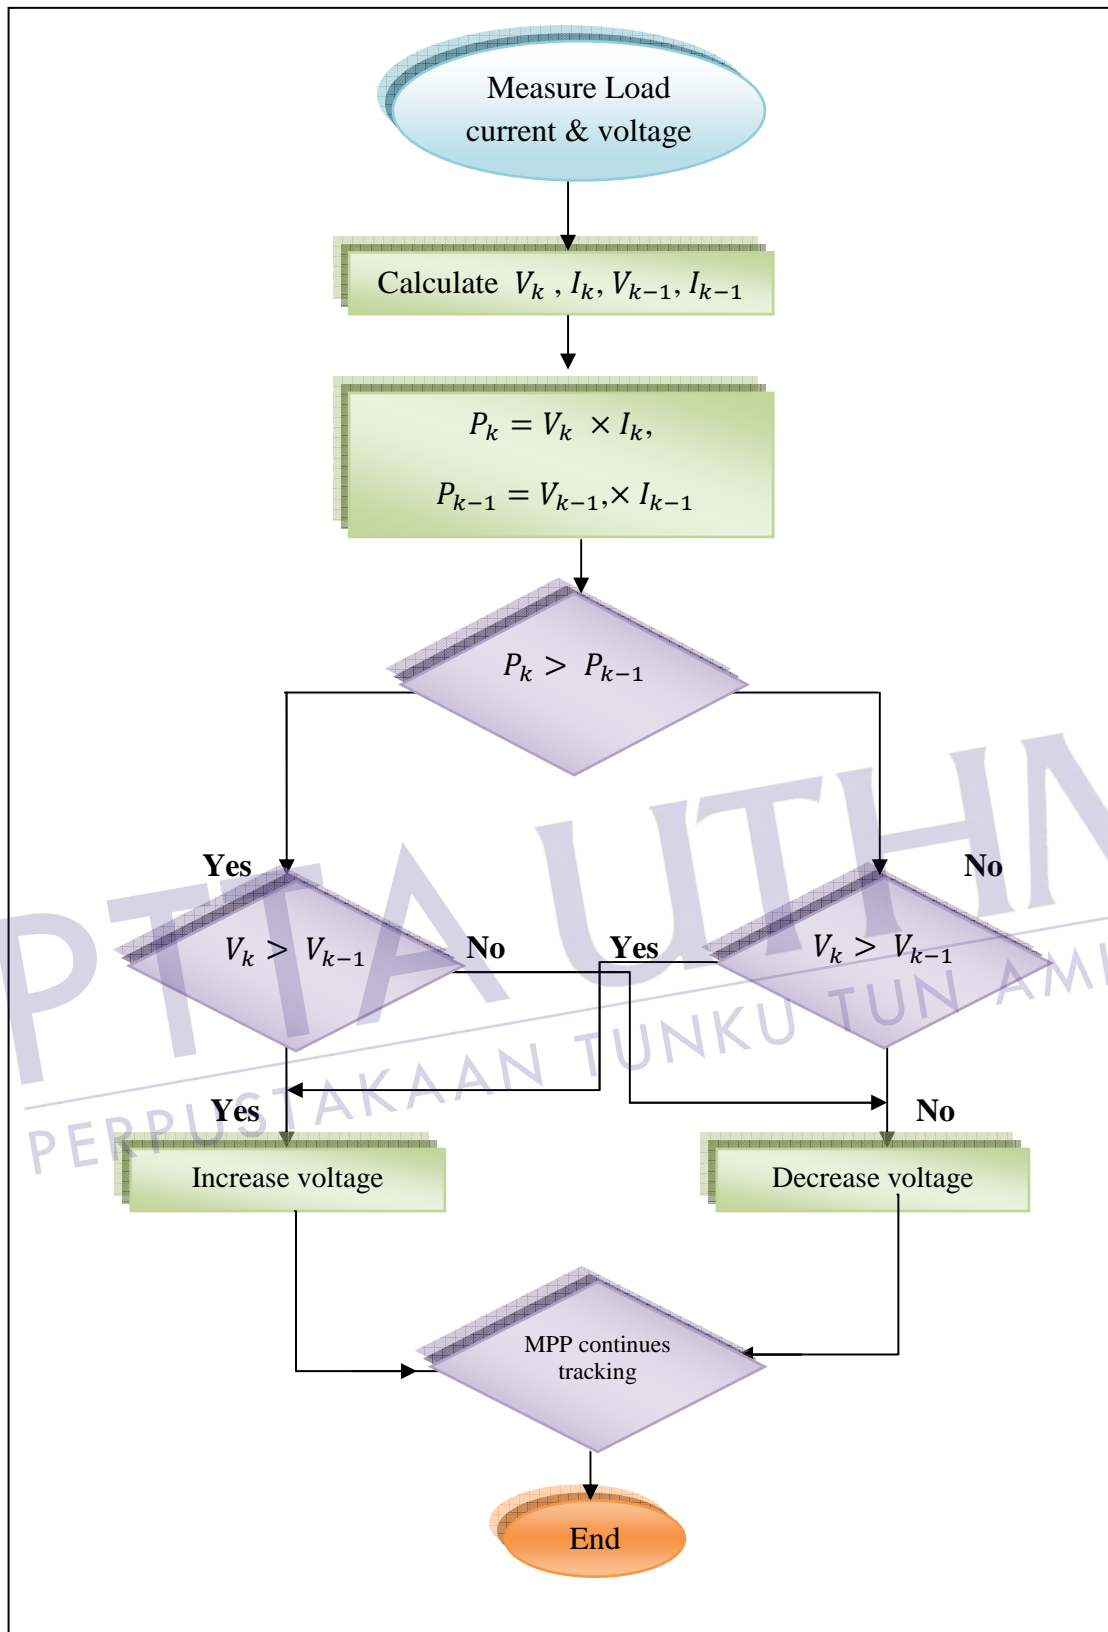 Measure Load
current & voltage
Calculate V_k , I_k, V_{k-1}, I_{k-1}
P_k = V_k × I_k,
P_{k-1} = V_{k-1},× I_{k-1}
P_k > P_{k-1}
Yes
No
V_k > V_{k-1}
No
Yes
V_k > V_{k-1}
Yes
No
Increase voltage
Decrease voltage
MPP continues
tracking
End
PTTA UTHM
PERPUSTAKAAN TUNKU TUN AMI